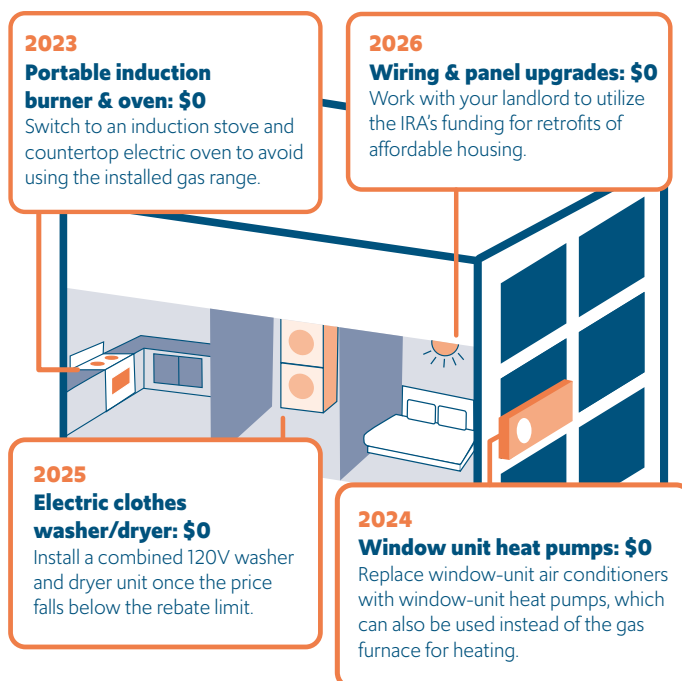 2023
Portable induction
burner & oven: $0
Switch to an induction stove and
countertop electric oven to avoid
using the installed gas range.
2026
Wiring & panel upgrades: $0
Work with your landlord to utilize
the IRA’s funding for retrofits of
affordable housing.
2025
Electric clothes
washer/dryer: $0
Install a combined 120V washer
and dryer unit once the price
falls below the rebate limit.
2024
Window unit heat pumps: $0
Replace window-unit air conditioners
with window-unit heat pumps, which
can also be used instead of the gas
furnace for heating.